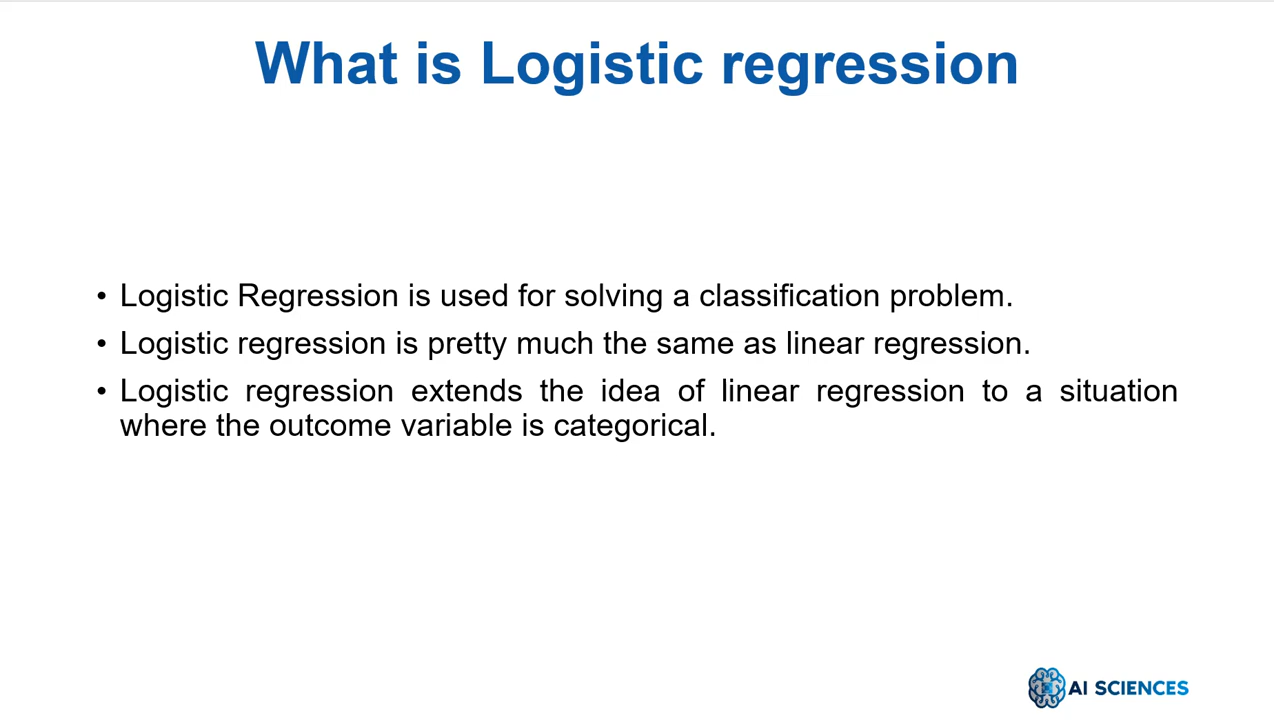 What is Logistic regression
• Logistic Regression is used for solving a classification problem.
• Logistic regression is pretty much the same as linear regression.
• Logistic regression extends the idea of linear regression to a situation
where the outcome variable is categorical.
AI SCIENCES